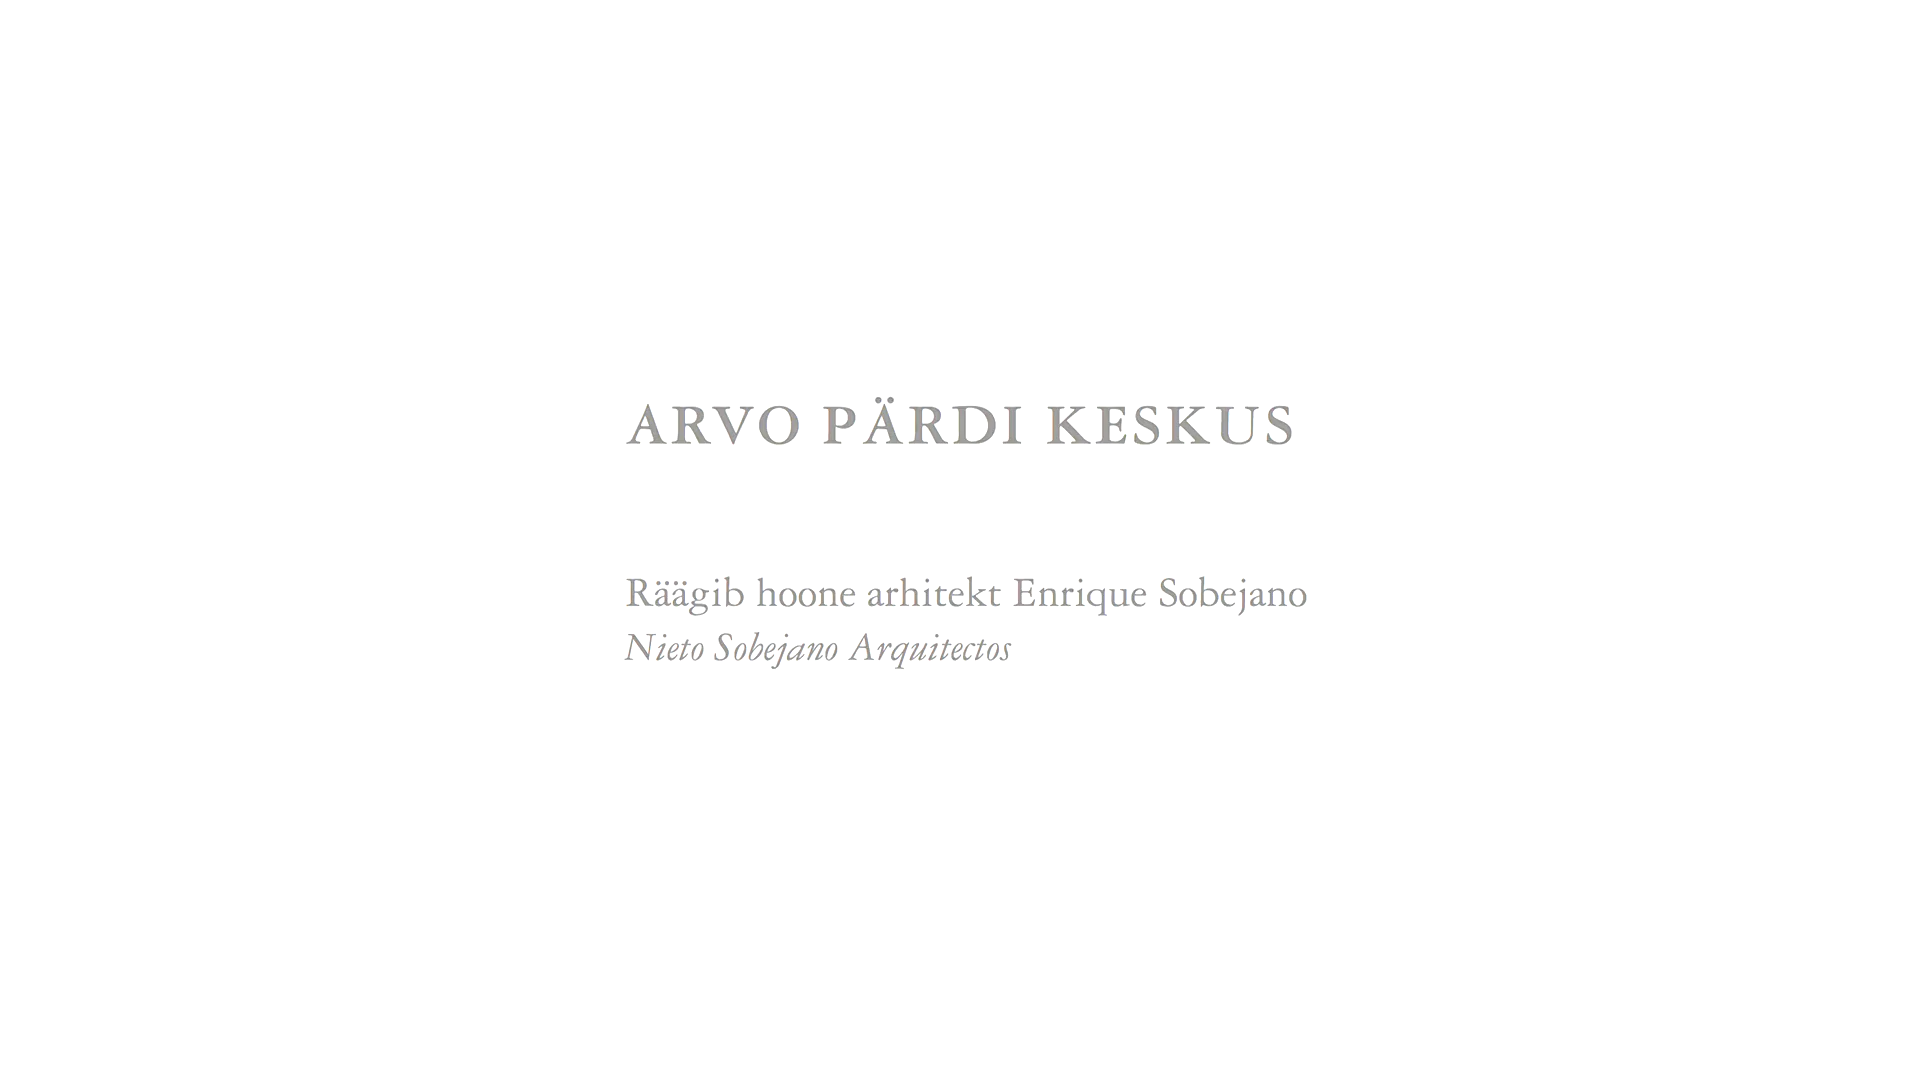 ARVO PÄRDI KESKUS
Räägib hoone arhitekt Enrique Sobejano
Nieto Sobejano Arquitectos